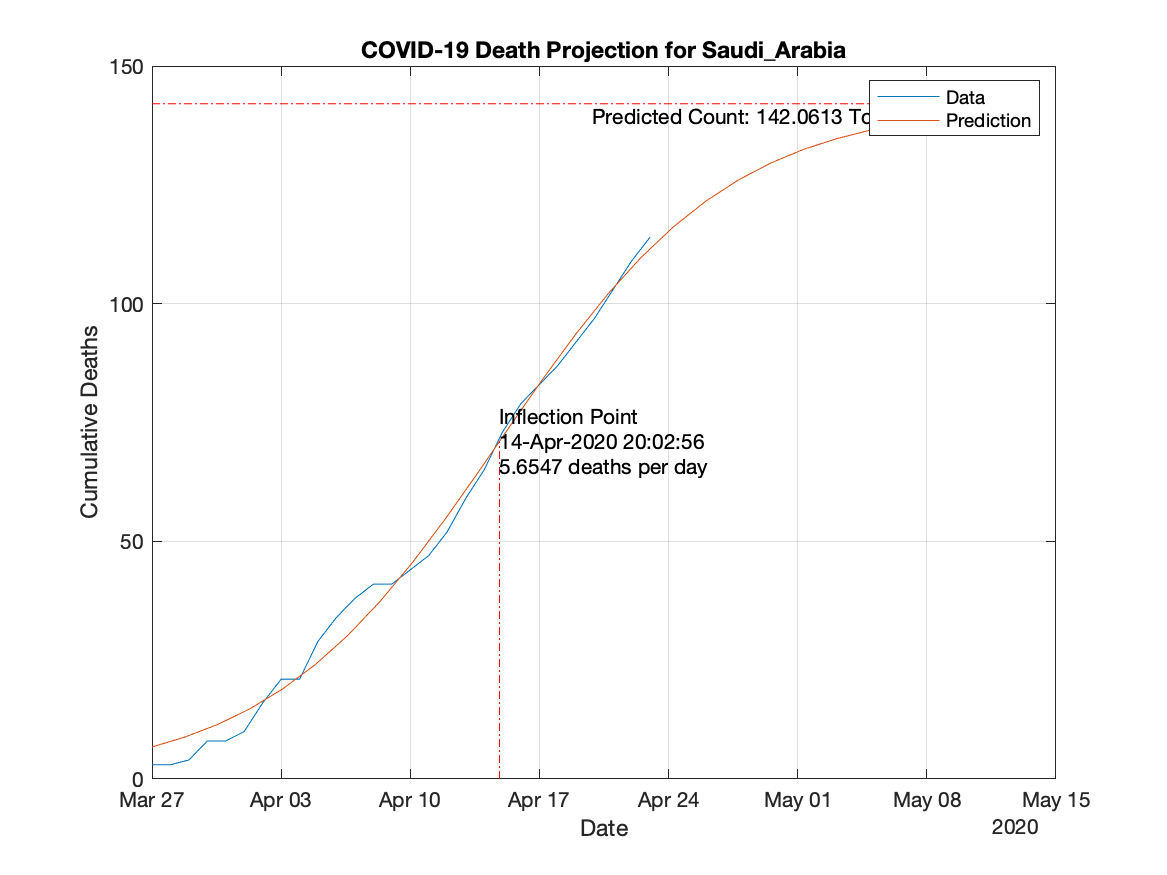 COVID-19 Death Projection for Saudi_Arabia
150
100
50
0
Cumulative Deaths
Predicted Count: 142.0613
Data
Prediction
Inflection Point
14-Apr-2020 20:02:56
5.6547 deaths per day
Mar 27 Apr 03 Apr 10 Apr 17 Apr 24 May 01 May 08 May 15
Date
2020